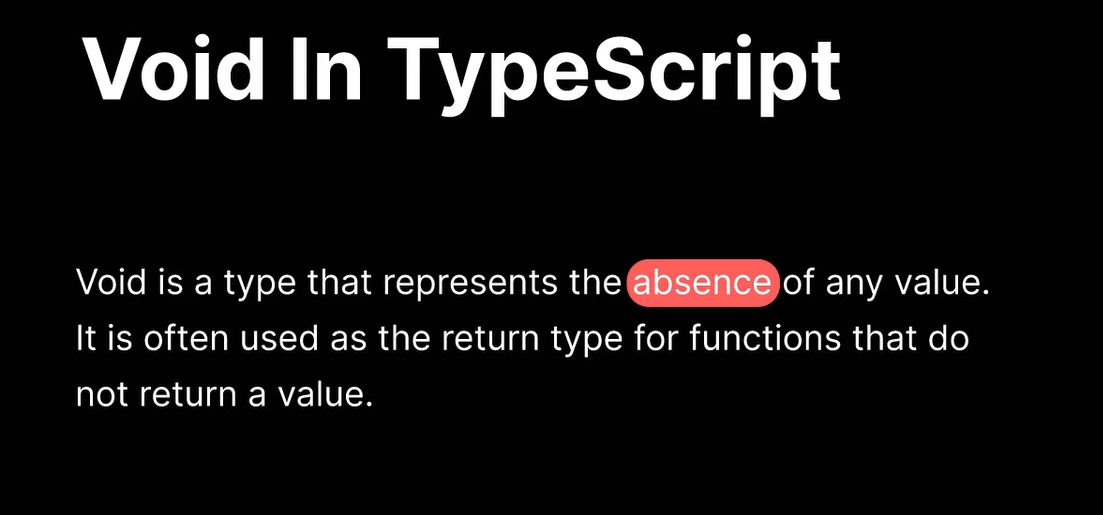 Void In TypeScript
Void is a type that represents the absence of any value.
It is often used as the return type for functions that do
not return a value.